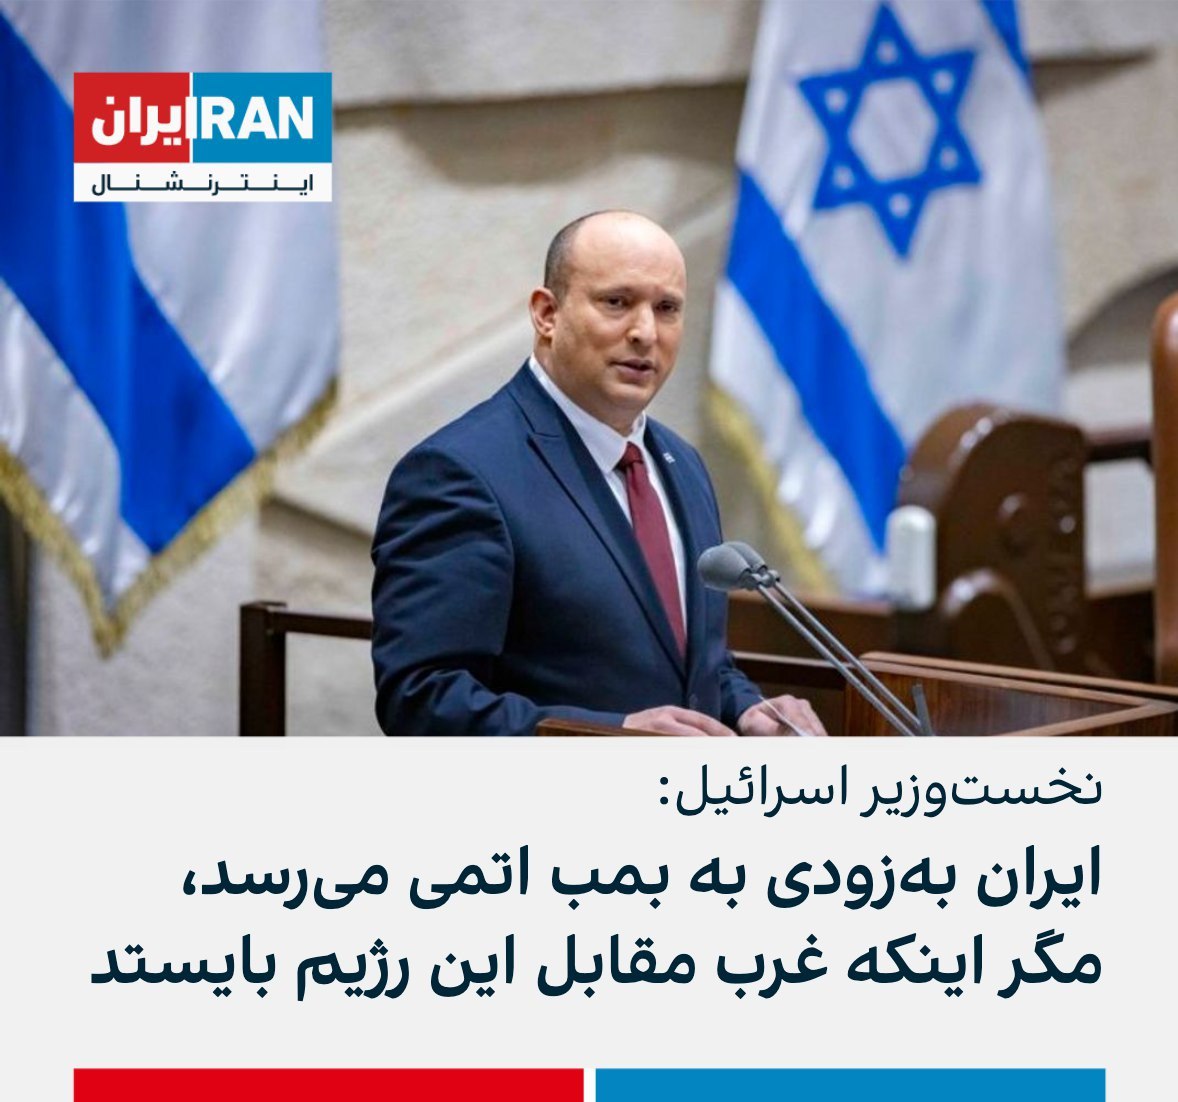 ایران IRAN
اینترنشنال
نخست‌وزیر اسرائیل:
ایران به‌زودی به بمب اتمی می‌رسد،
مگر اینکه غرب مقابل این رژیم بایستد